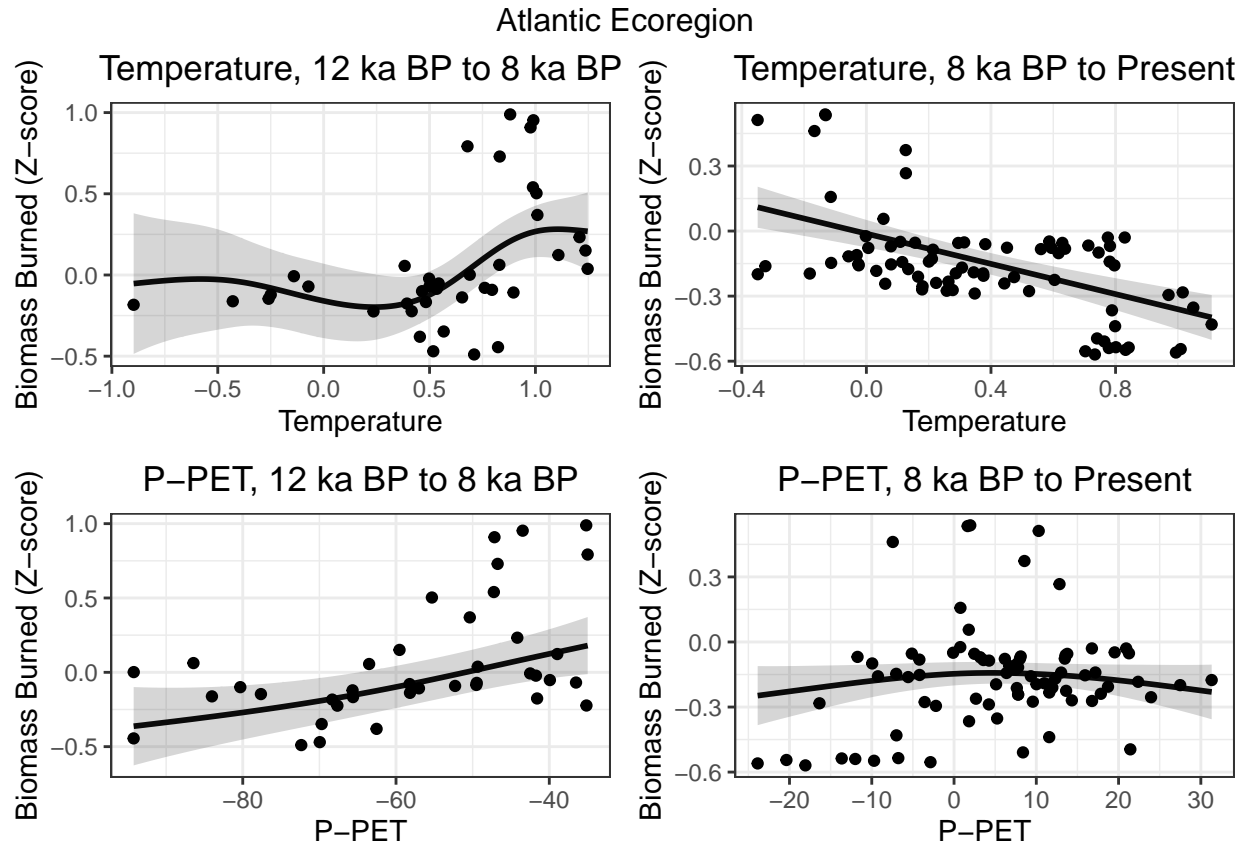 Atlantic Ecoregion
Temperature, 12 ka BP to 8 ka BP
Biomass Burned (Z−score)
1.0
0.5
0.0
−0.5
−1.0 −0.5 0.0 0.5 1.0
Temperature
Temperature, 8 ka BP to Present
Biomass Burned (Z−score)
0.3
0.0
−0.3
−0.6
−0.4 0.0 0.4 0.8
Temperature
P−PET, 12 ka BP to 8 ka BP
Biomass Burned (Z−score)
1.0
0.5
0.0
−0.5
−80 −60 −40
P−PET
P−PET, 8 ka BP to Present
Biomass Burned (Z−score)
0.3
0.0
−0.3
−0.6
−20 −10 0 10 20 30
P−PET